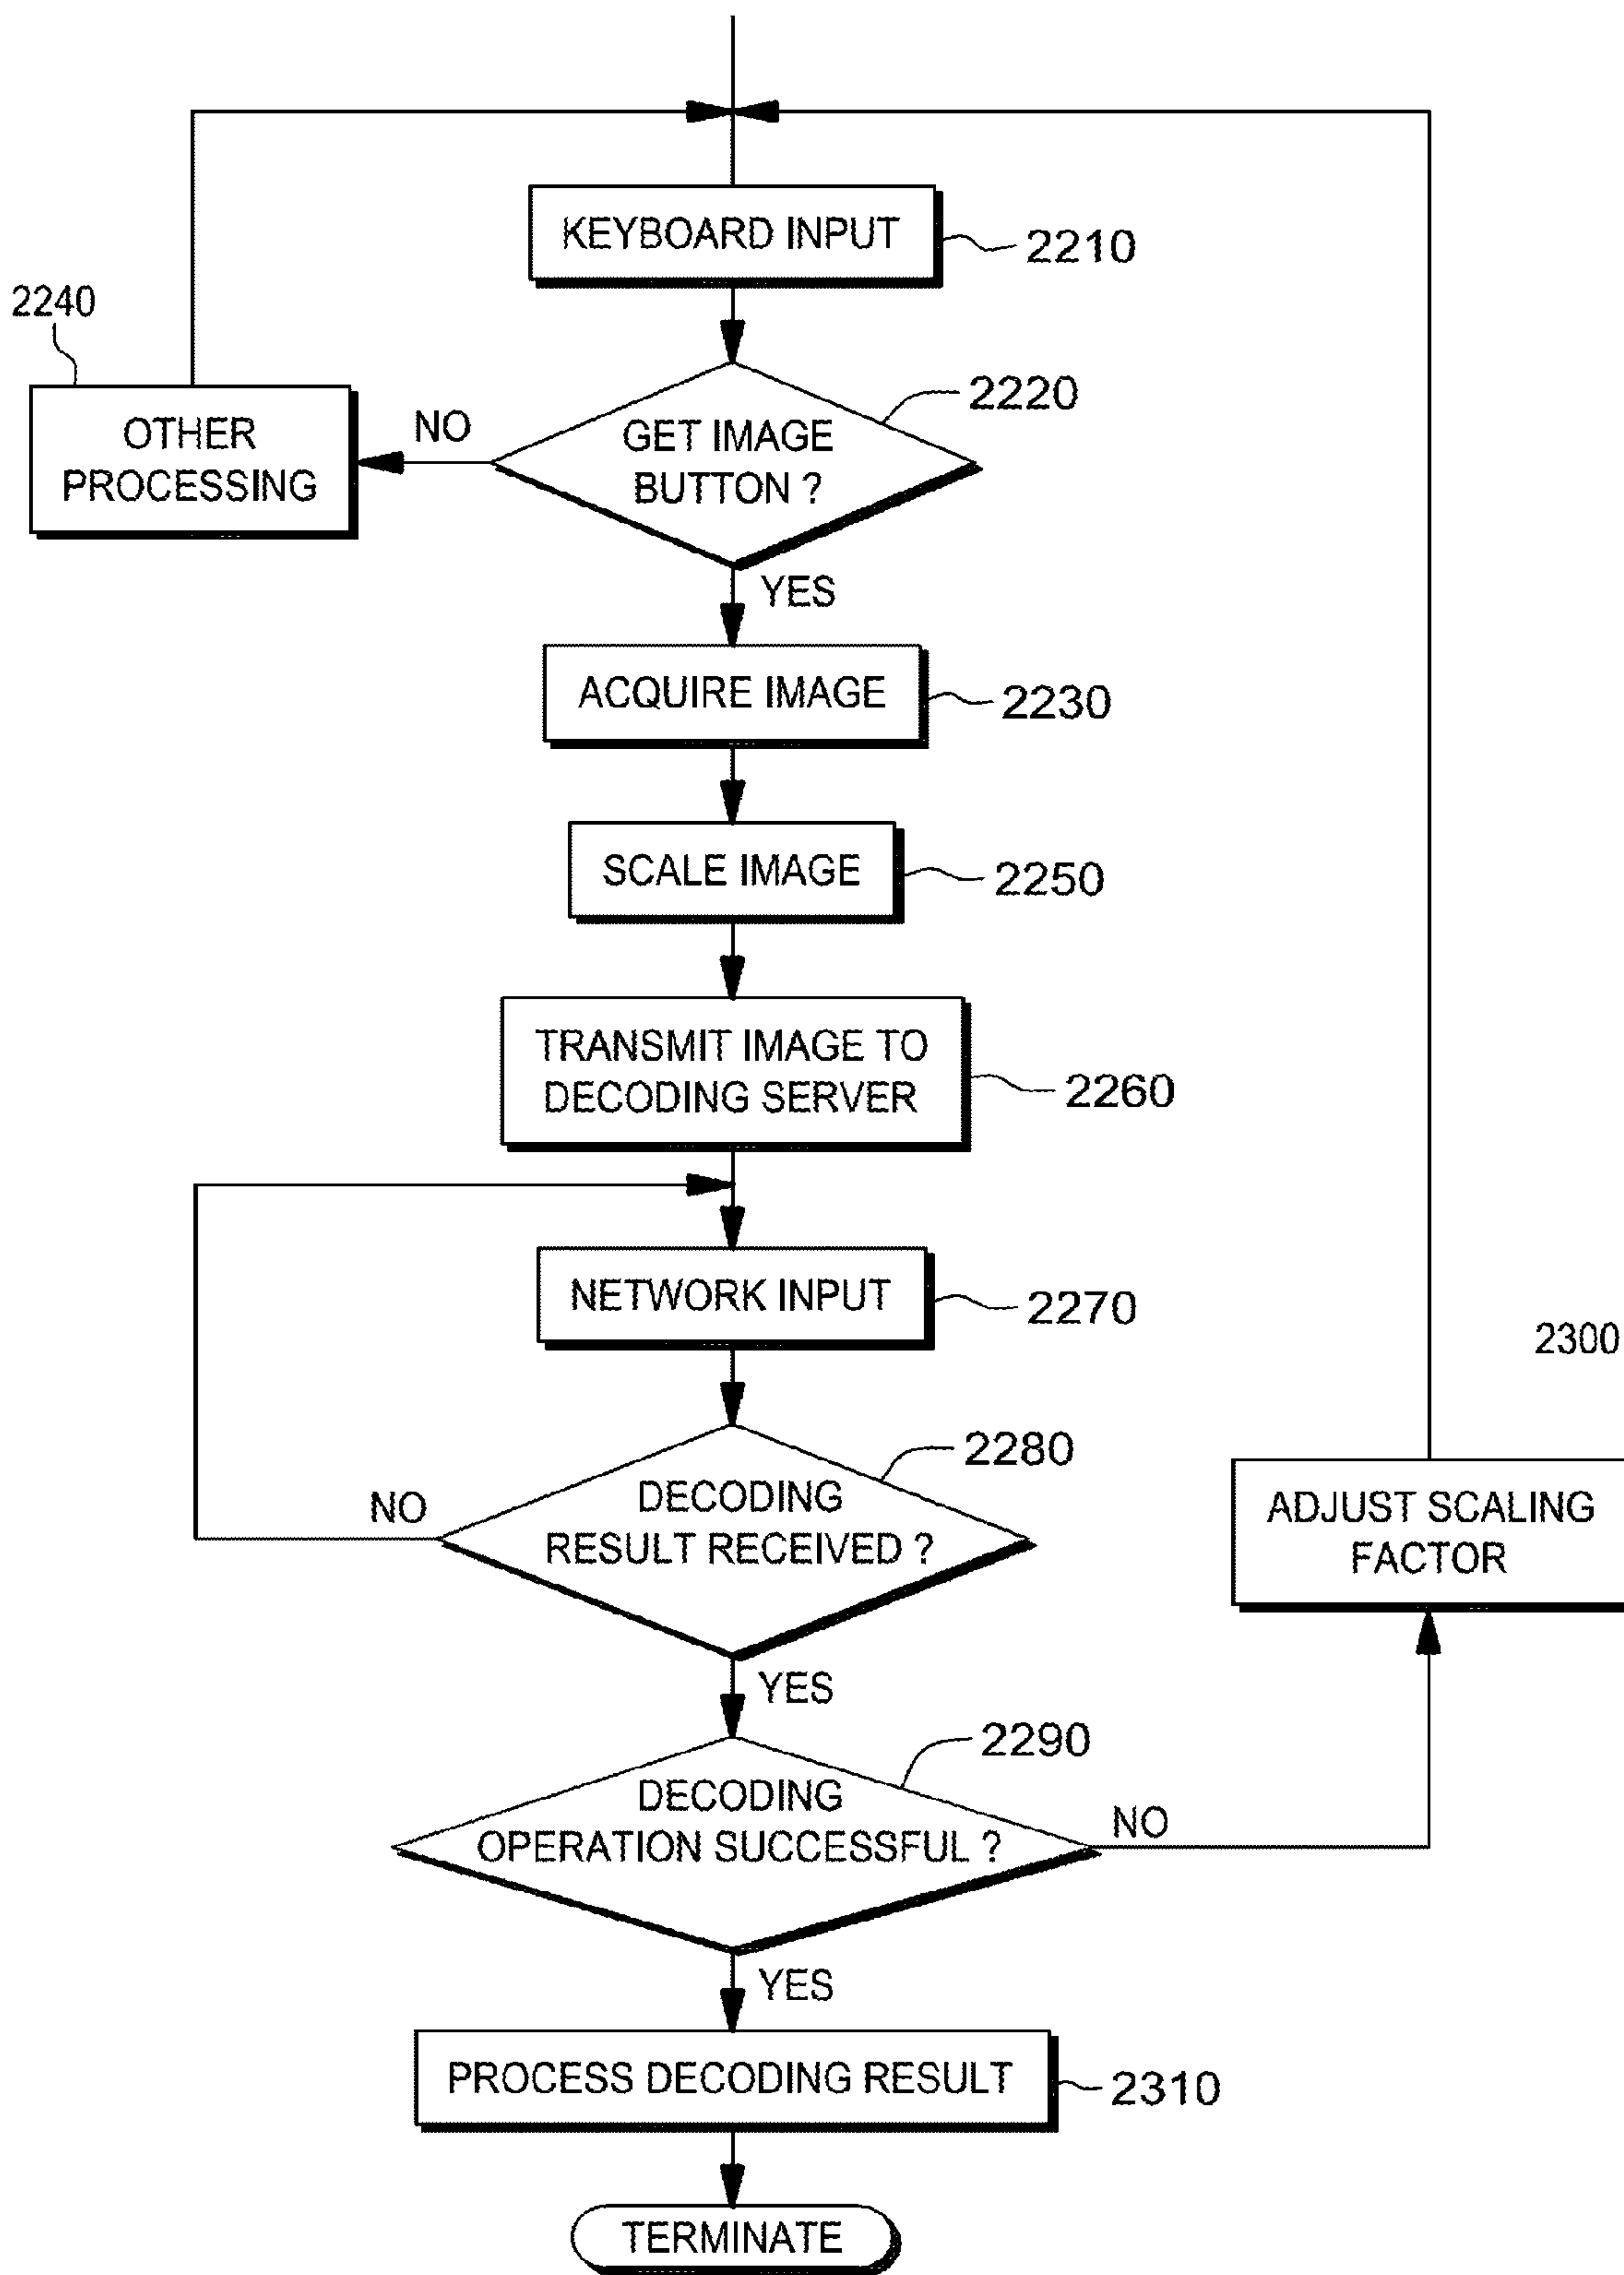 KEYBOARD INPUT
2210
2240
OTHER
PROCESSING
NO
GET IMAGE
BUTTON ?
2220
YES
ACQUIRE IMAGE
2230
SCALE IMAGE
2250
TRANSMIT IMAGE TO
DECODING SERVER
2260
NETWORK INPUT
2270
2300
NO
DECODING
RESULT RECEIVED ?
2280
ADJUST SCALING
FACTOR
YES
DECODING
OPERATION SUCCESSFUL ?
2290
NO
YES
PROCESS DECODING RESULT
2310
TERMINATE